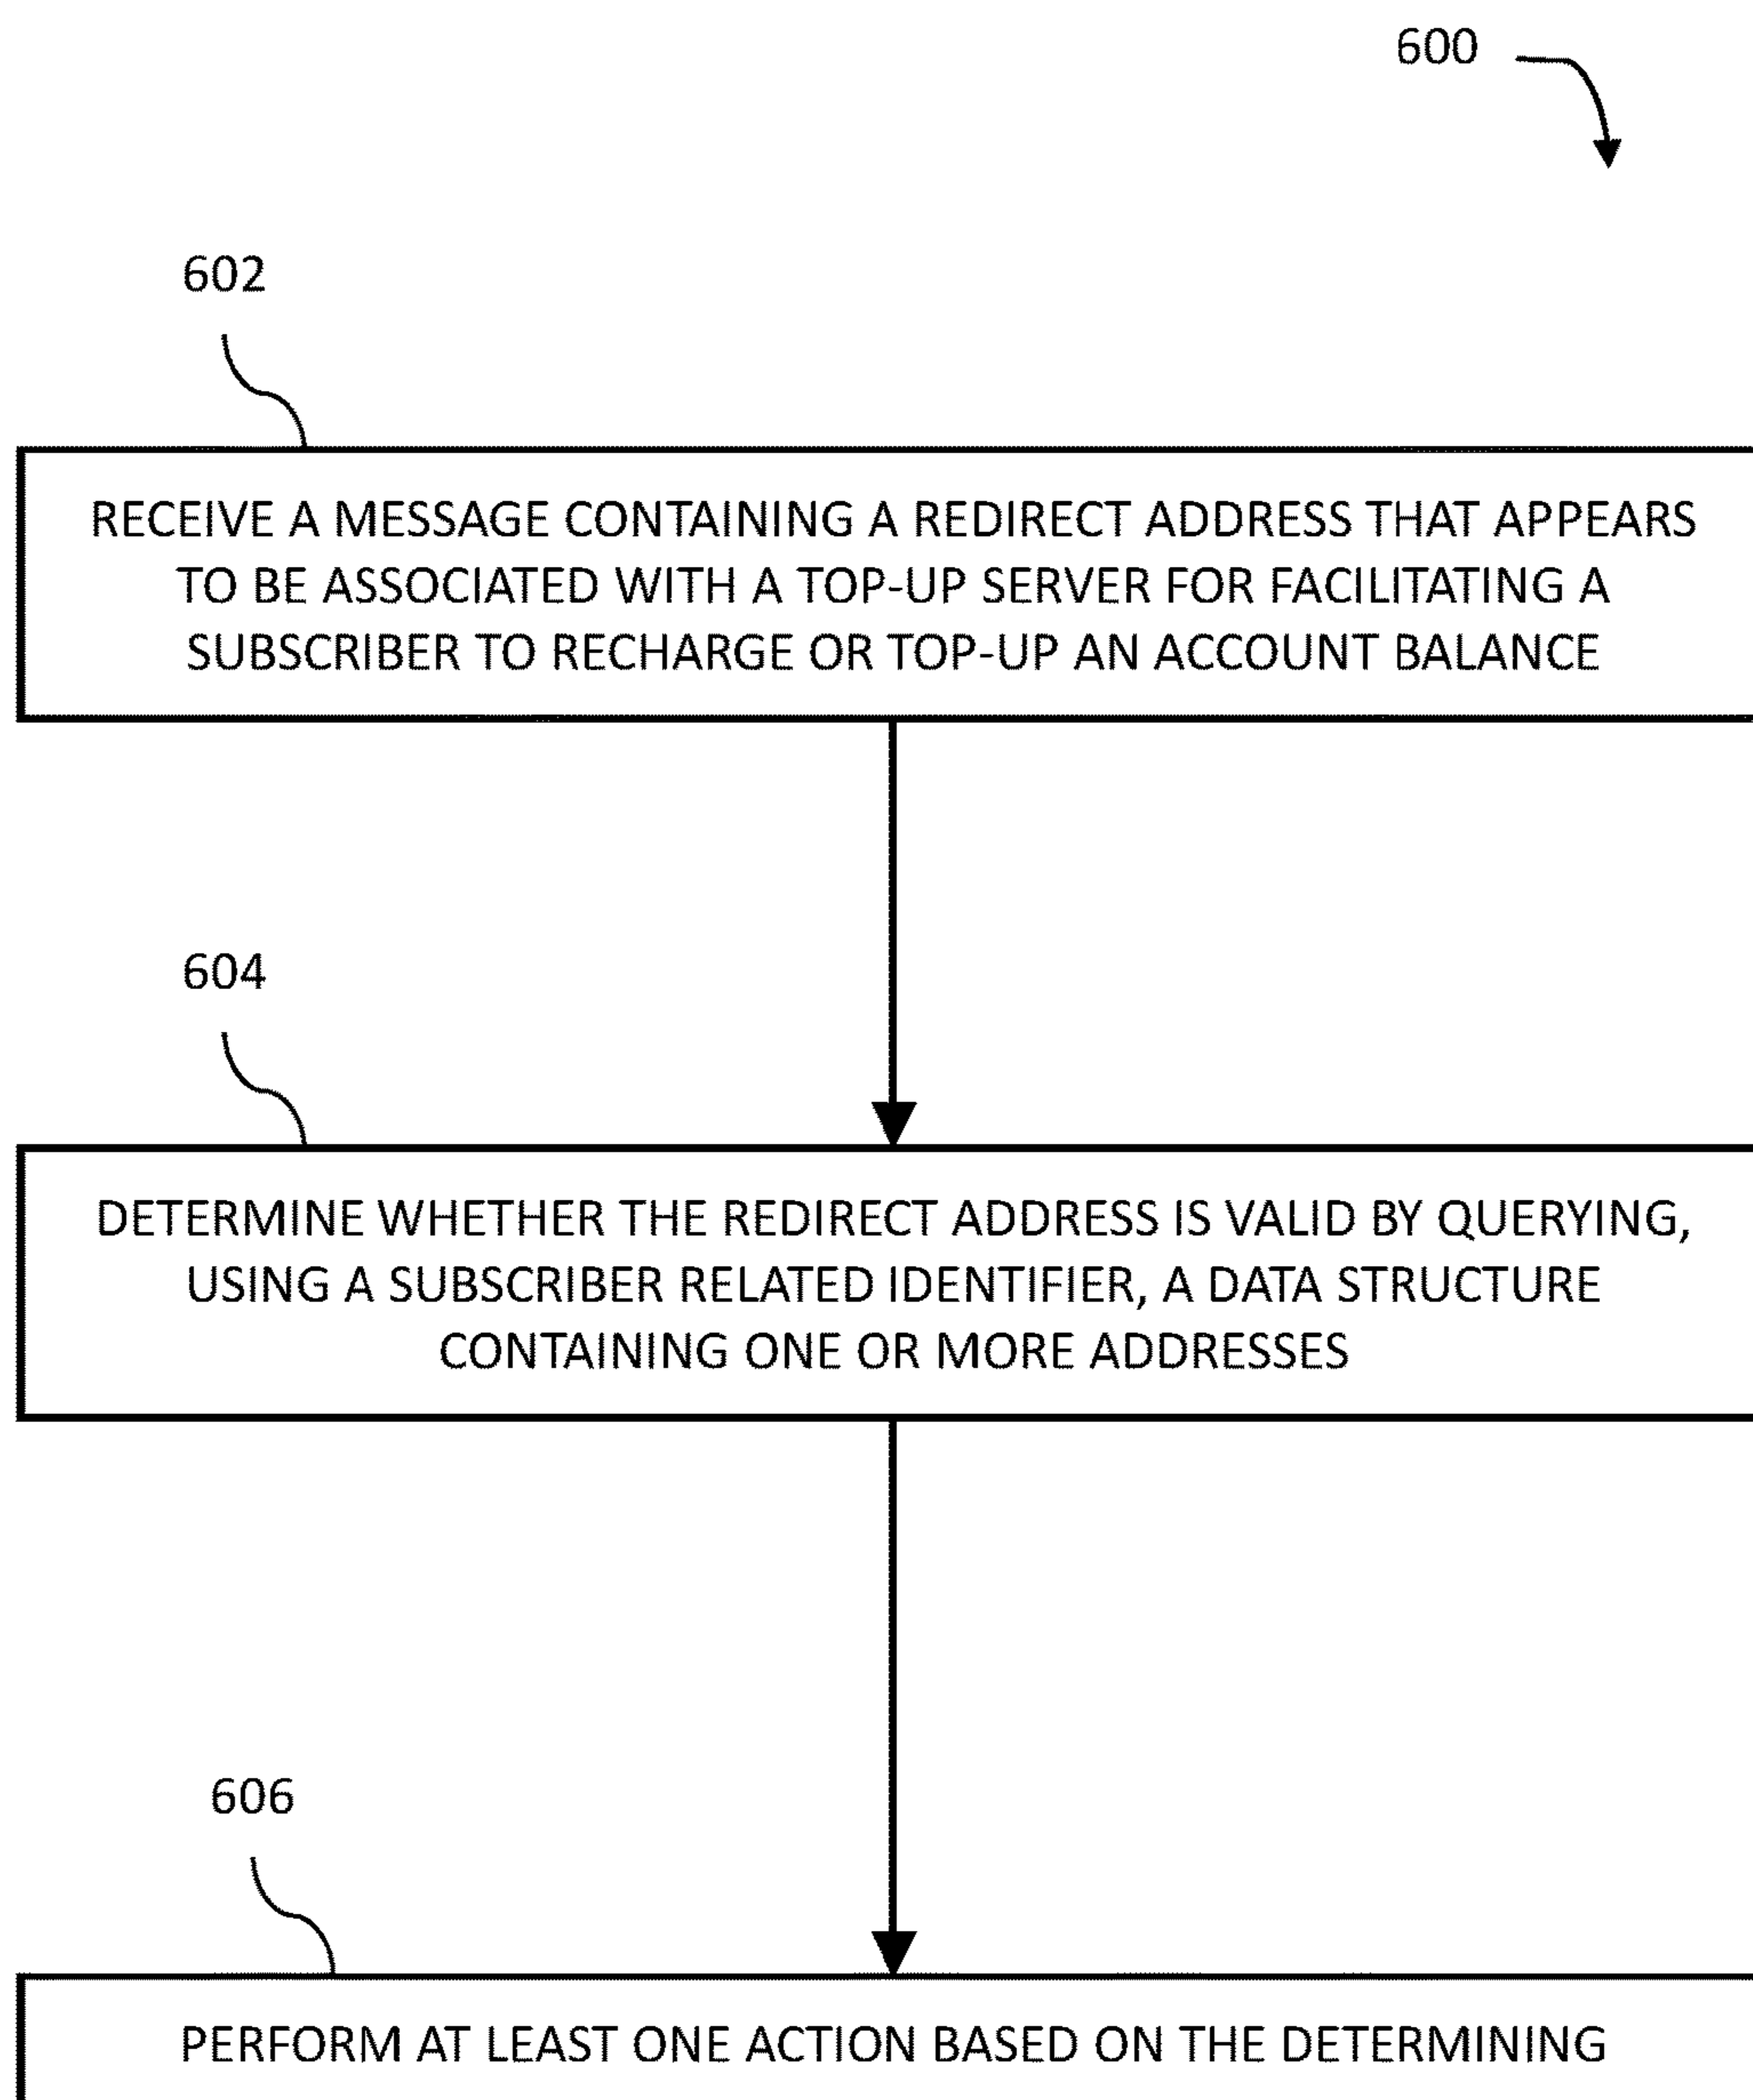 600
602
RECEIVE A MESSAGE CONTAINING A REDIRECT ADDRESS THAT APPEARS
TO BE ASSOCIATED WITH A TOP-UP SERVER FOR FACILITATING A
SUBSCRIBER TO RECHARGE OR TOP-UP AN ACCOUNT BALANCE
604
DETERMINE WHETHER THE REDIRECT ADDRESS IS VALID BY QUERYING,
USING A SUBSCRIBER RELATED IDENTIFIER, A DATA STRUCTURE
CONTAINING ONE OR MORE ADDRESSES
606
PERFORM AT LEAST ONE ACTION BASED ON THE DETERMINING